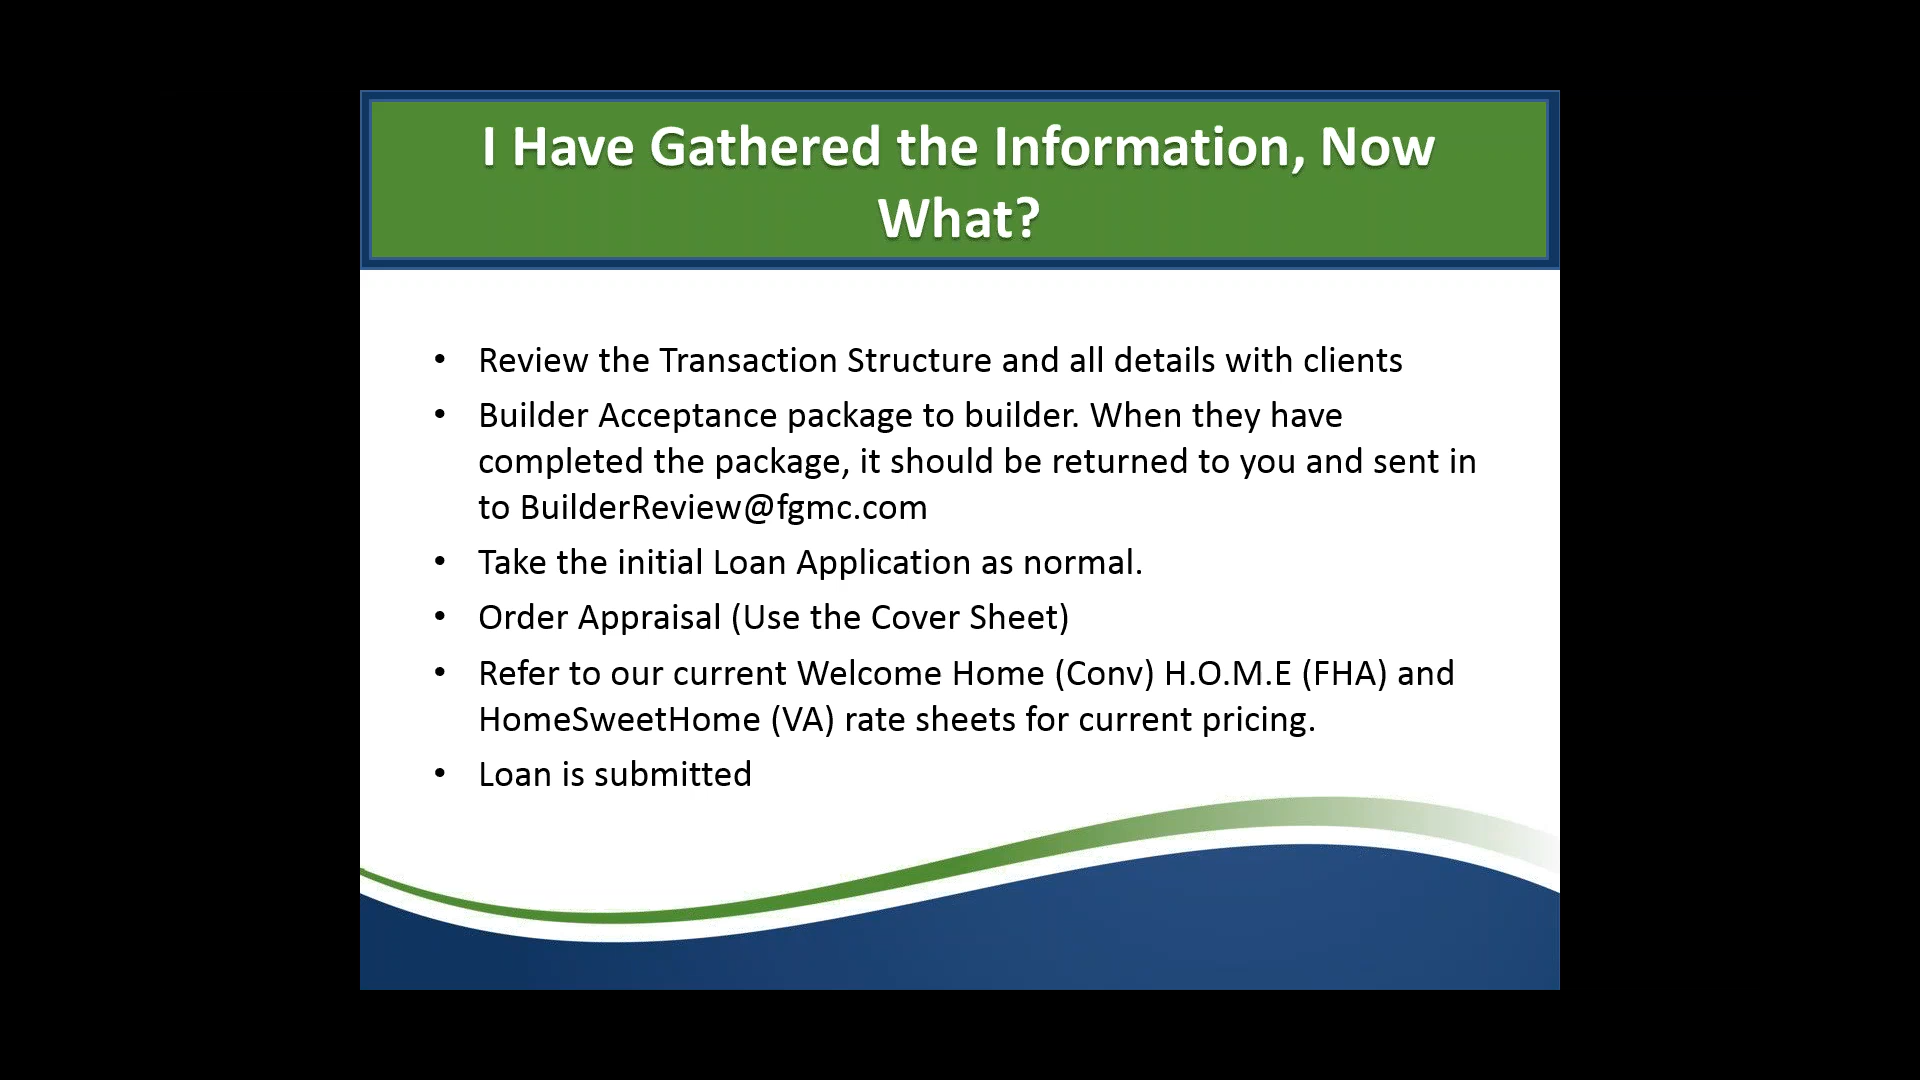 I Have Gathered the Information, Now
What?
• Review the Transaction Structure and all details with clients
• Builder Acceptance package to builder. When they have
completed the package, it should be returned to you and sent in
to BuilderReview@fgmc.com
• Take the initial Loan Application as normal.
• Order Appraisal (Use the Cover Sheet)
• Refer to our current Welcome Home (Conv) H.O.M.E (FHA) and
HomeSweetHome (VA) rate sheets for current pricing.
• Loan is submitted